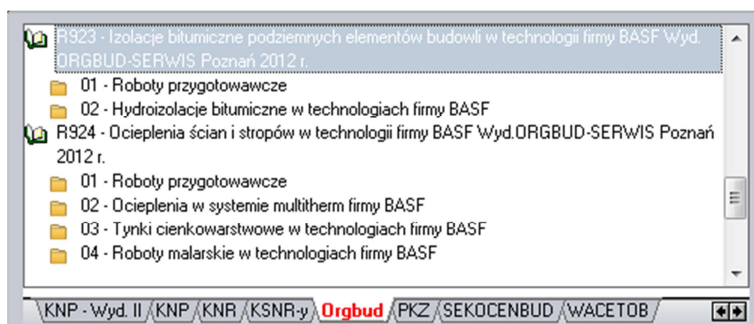 R923 - Izolacje bitumiczne podziemnych elementów budowli w technologii firmy BASF Wyd.
ORGBUD-SERWIS Poznań 2012 r.
01 - Roboty przygotowawcze
02 - Hydroizolacje bitumiczne w technologiach firmy BASF
R924 - Ocieplenia ścian i stropów w technologii firmy BASF Wyd.ORGBUD-SERWIS Poznań
2012 r.
01 - Roboty przygotowawcze
02 - Ocieplenia w systemie multitherm firmy BASF
03 - Tynki cienkowarstwowe w technologiach firmy BASF
04 - Roboty malarskie w technologiach firmy BASF
KNP - Wyd. II KNP KNR KSNR-y Orgbud PKZ SEKOCENBUD WACETOB